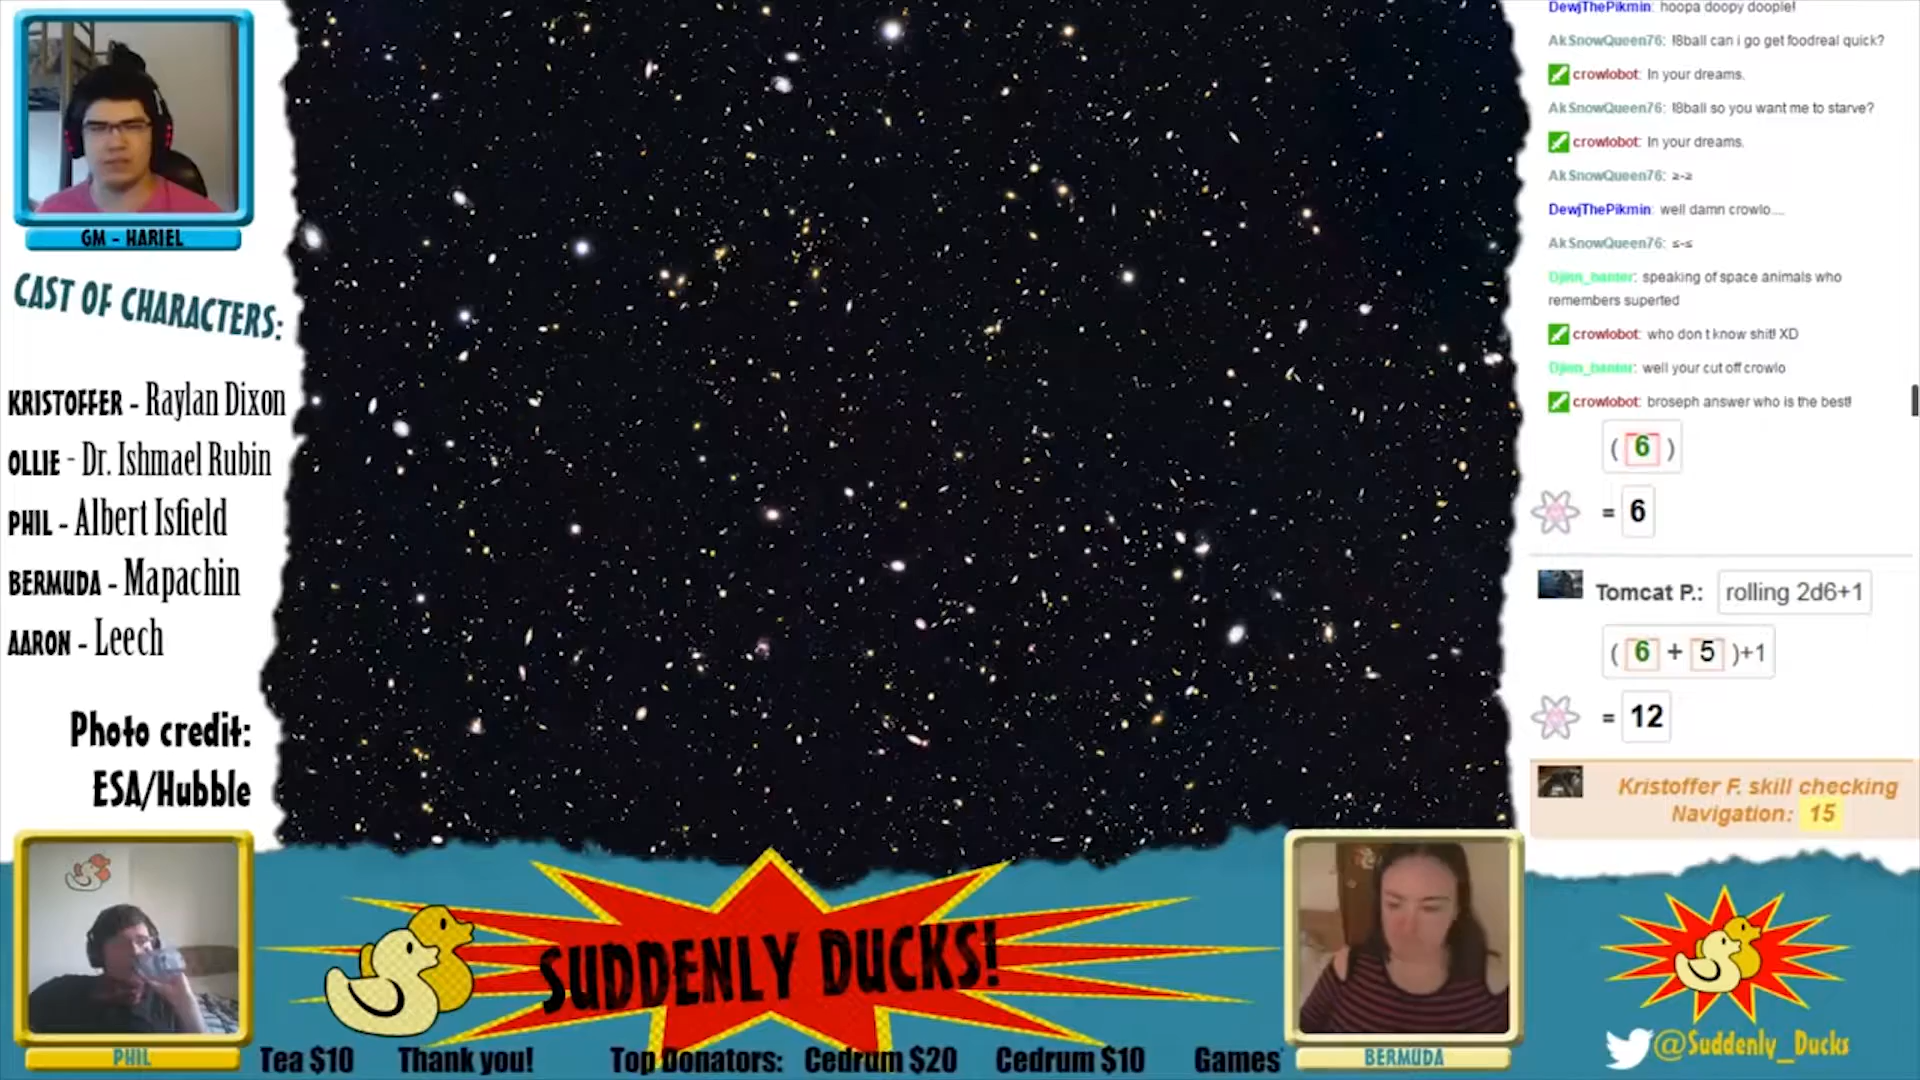 GM - HARIEL
CAST OF CHARACTERS:
KRISTOFFER - Raylan Dixon
OLLIE - Dr. Ishmael Rubin
PHIL - Albert Isfield
BERMUDA - Mapachin
AARON - Leech
Photo credit:
ESA/Hubble
PHIL
SUDDENLY DUCKS!
BERMUDA
Tea $10 Thank you! Top Donators: Cedrum $20 Cedrum $10 Games
DewjThePikmin: hoopa doopy doople!
AkSnowQueen76: !8ball can i go get foodreal quick?
crowlobot: In your dreams.
AkSnowQueen76: !8ball so you want me to starve?
crowlobot: In your dreams.
AkSnowQueen76: ≥-≥
DewjThePikmin: well damn crowlo....
AkSnowQueen76: ≤-≤
speaking of space animals who
remembers superted
crowlobot: who don t know shit! XD
well your cut off crowlo
crowlobot: broseph answer who is the best!
( 6 )
= 6
Tomcat P.: rolling 2d6+1
( 6 + 5 )+1
= 12
Kristoffer F. skill checking
Navigation: 15
@Suddenly_Ducks